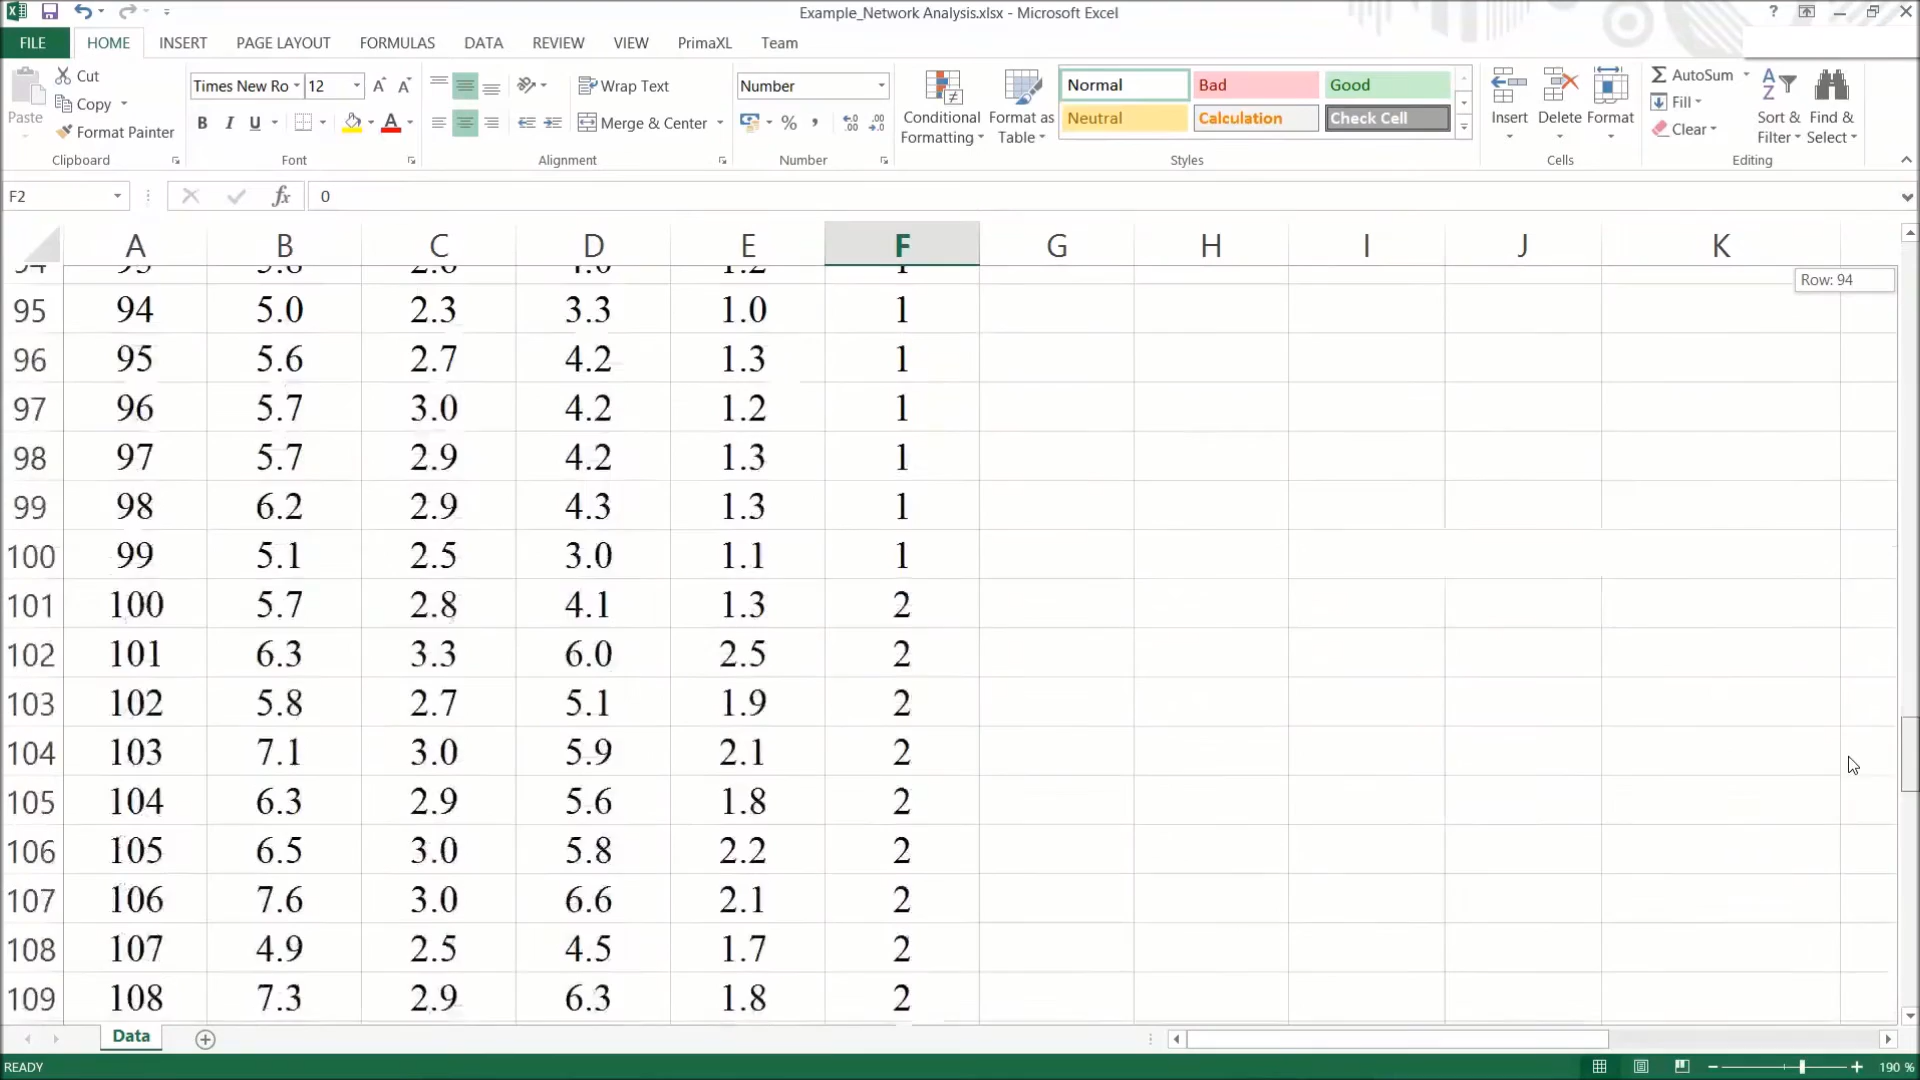 Example_Network Analysis.xlsx - Microsoft Excel
FILE HOME INSERT PAGE LAYOUT FORMULAS DATA REVIEW VIEW PrimaXL Team
Paste
Cut
Copy
Format Painter
Clipboard
Times New Ro 12
B I U
Font
Wrap Text
Merge & Center
Alignment
Number
%
Number
Conditional Formatting
Format as Table
Normal Bad Good
Neutral Calculation Check Cell
Styles
Insert Delete Format
Cells
AutoSum
Fill
Clear
Sort & Filter
Find & Select
Editing
F2 fx 0
A B C D E F G H I J K
Row: 94
95 94 5.0 2.3 3.3 1.0 1
96 95 5.6 2.7 4.2 1.3 1
97 96 5.7 3.0 4.2 1.2 1
98 97 5.7 2.9 4.2 1.3 1
99 98 6.2 2.9 4.3 1.3 1
100 99 5.1 2.5 3.0 1.1 1
101 100 5.7 2.8 4.1 1.3 2
102 101 6.3 3.3 6.0 2.5 2
103 102 5.8 2.7 5.1 1.9 2
104 103 7.1 3.0 5.9 2.1 2
105 104 6.3 2.9 5.6 1.8 2
106 105 6.5 3.0 5.8 2.2 2
107 106 7.6 3.0 6.6 2.1 2
108 107 4.9 2.5 4.5 1.7 2
109 108 7.3 2.9 6.3 1.8 2
Data
READY
190 %